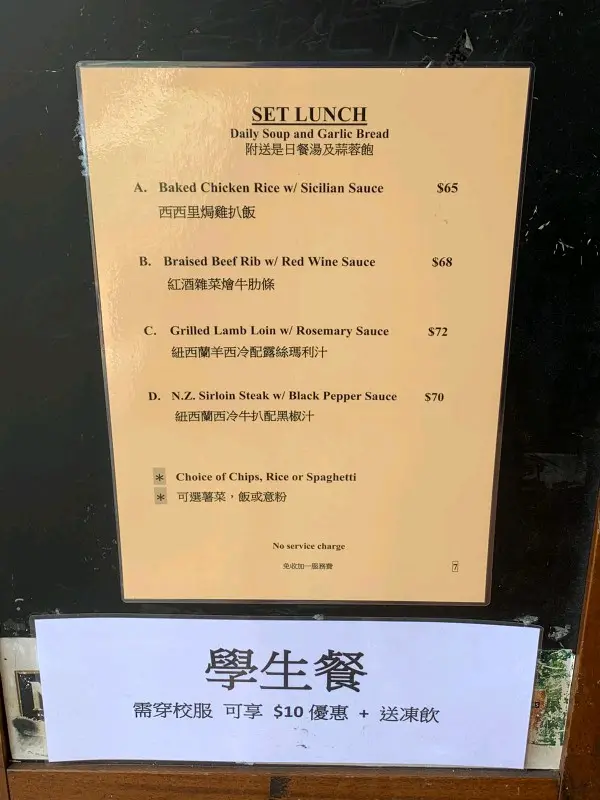 SET LUNCH
Daily Soup and Garlic Bread
附送是日餐湯及蒜蓉飽
A. Baked Chicken Rice w/ Sicilian Sauce $65
西西里焗雞扒飯
B. Braised Beef Rib w/ Red Wine Sauce $68
紅酒雜菜燴牛肋條
C. Grilled Lamb Loin w/ Rosemary Sauce $72
紐西蘭羊西冷配露絲瑪利汁
D. N.Z. Sirloin Steak w/ Black Pepper Sauce $70
紐西蘭西冷牛扒配黑椒汁
* Choice of Chips, Rice or Spaghetti
* 可選薯菜，飯或意粉
No service charge
免收加一服務費 7
學生餐
需穿校服 可享 $10 優惠 + 送凍飲